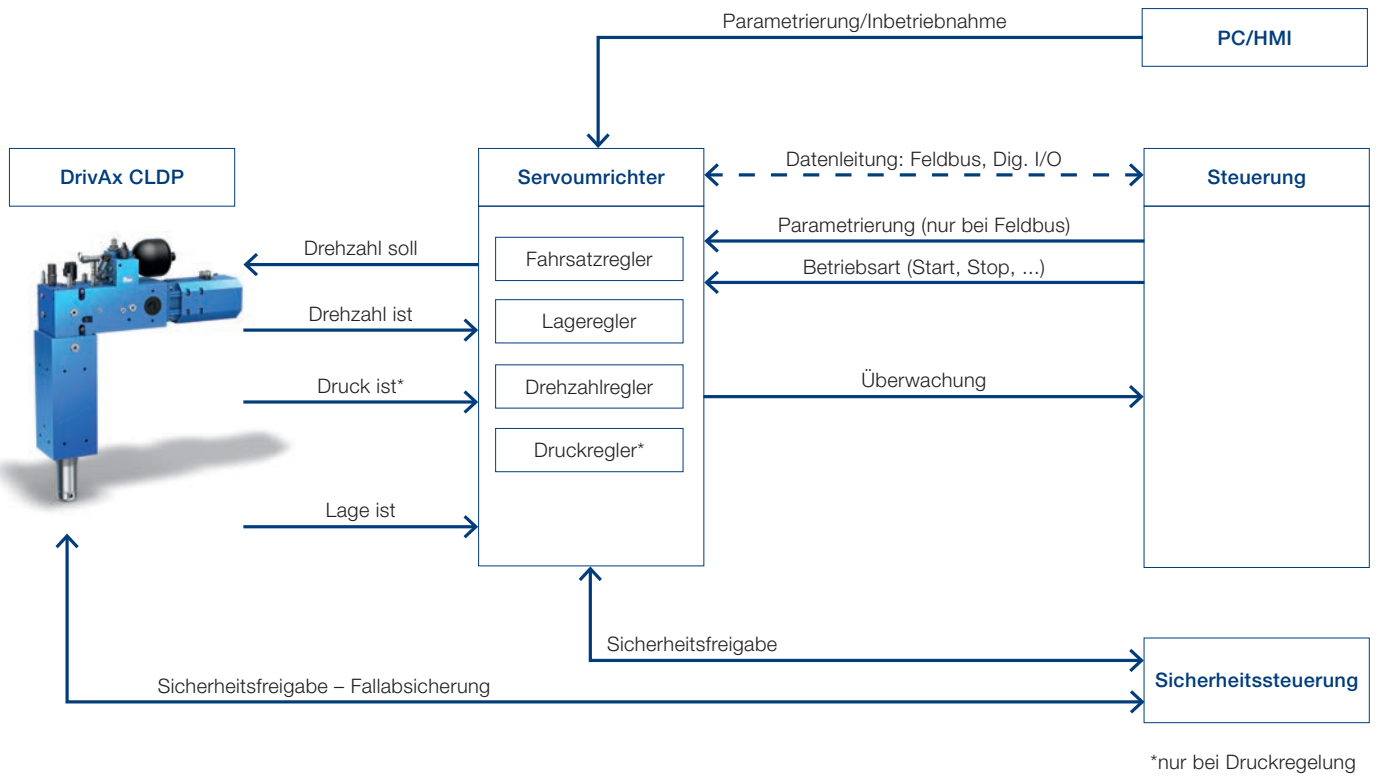 Parametrierung/Inbetriebnahme
PC/HMI
DrivAx CLDP
Servoumrichter
Datenleitung: Feldbus, Dig. I/O
Steuerung
Parametrierung (nur bei Feldbus)
Betriebsart (Start, Stop, ...)
Drehzahl soll
Fahrsatzregler
Drehzahl ist
Lageregler
Druck ist*
Drehzahlregler
Überwachung
Druckregler*
Lage ist
Sicherheitsfreigabe
Sicherheitsfreigabe – Fallabsicherung
Sicherheitssteuerung
*nur bei Druckregelung